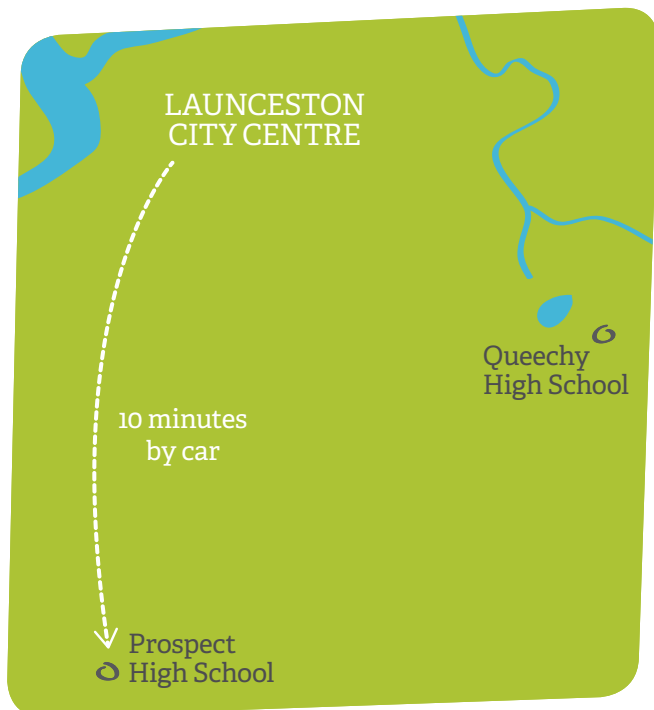 LAUNCESTON
CITY CENTRE
Queechy
High School
10 minutes
by car
Prospect
High School